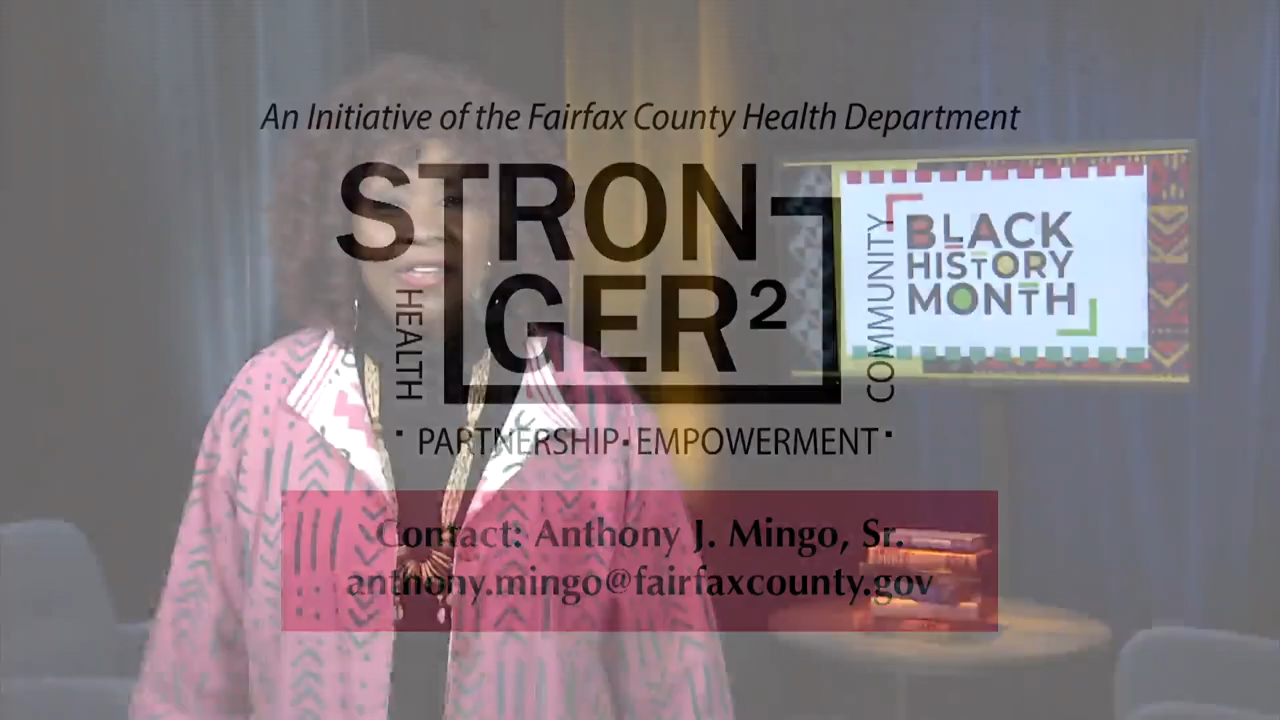 An Initiative of the Fairfax County Health Department
STRON
GER²
HEALTH
COMMUNITY
· PARTNERSHIP · EMPOWERMENT ·
BLACK
HISTORY
MONTH
Contact: Anthony J. Mingo, Sr.
anthony.mingo@fairfaxcounty.gov